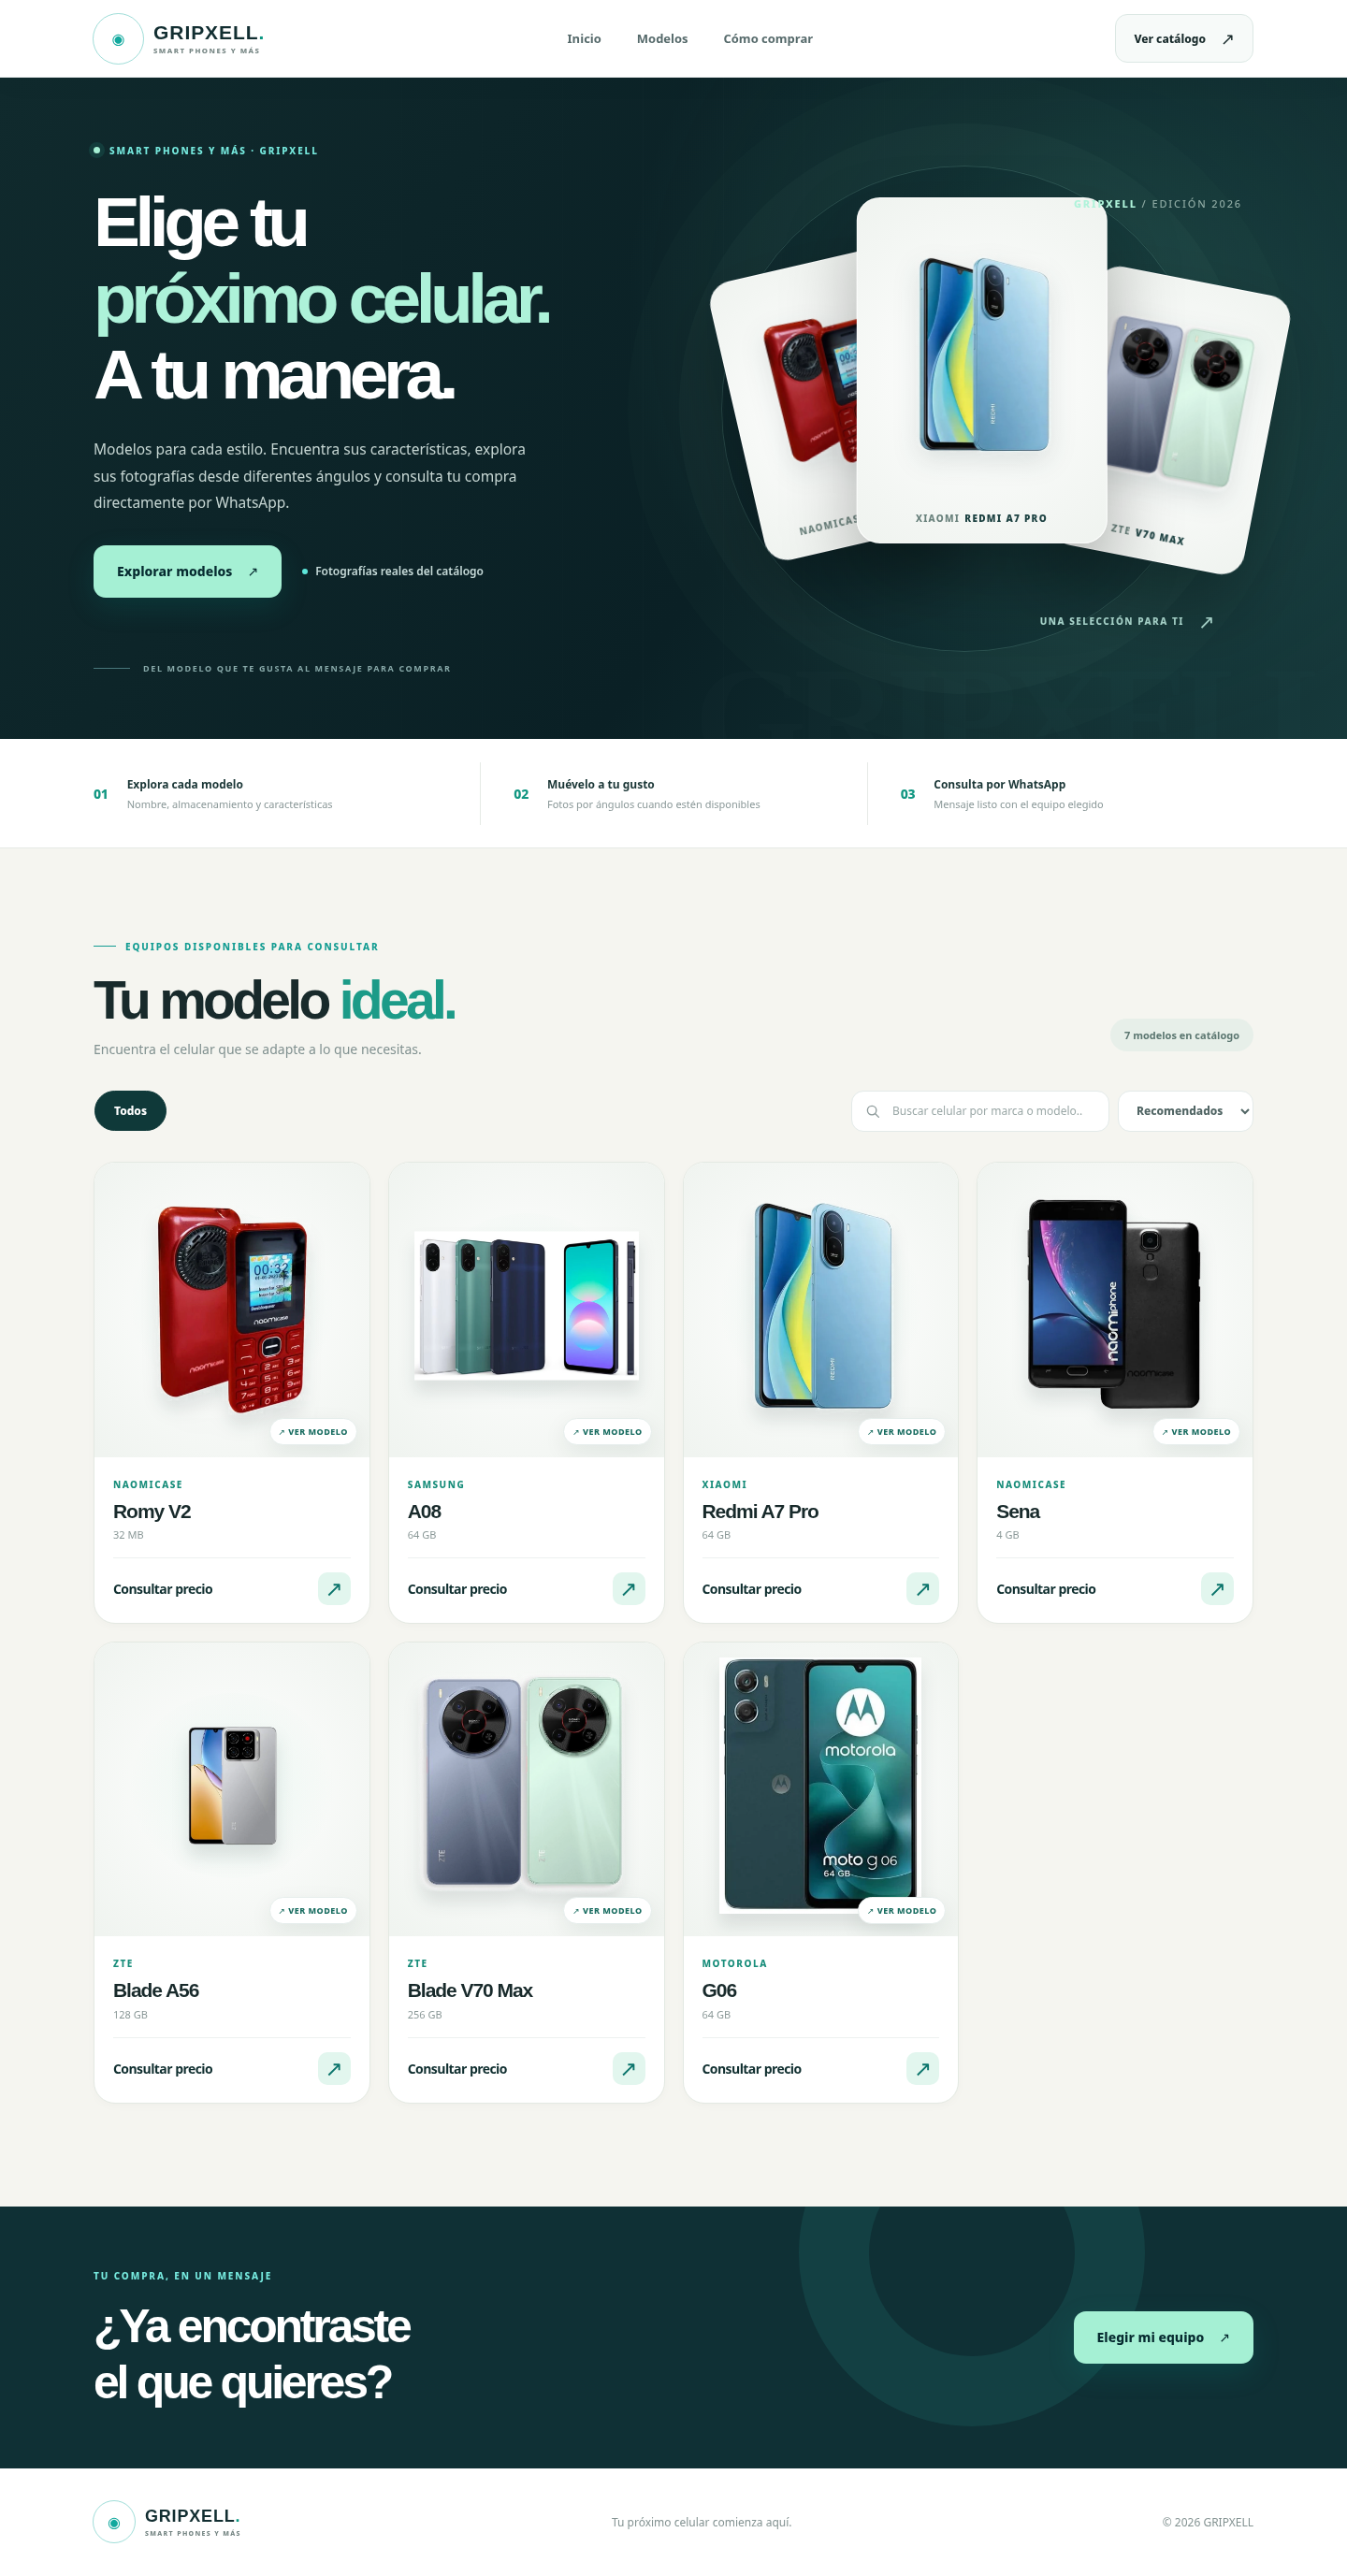 GRIPXELL.
SMART PHONES Y MÁS
Inicio
Modelos
Cómo comprar
Ver catálogo ↗
SMART PHONES Y MÁS · GRIPXELL
Elige tu
próximo celular.
A tu manera.
Modelos para cada estilo. Encuentra sus características, explora
sus fotografías desde diferentes ángulos y consulta tu compra
directamente por WhatsApp.
Explorar modelos ↗
Fotografías reales del catálogo
DEL MODELO QUE TE GUSTA AL MENSAJE PARA COMPRAR
GRIPXELL / EDICIÓN 2026
REDMI
XIAOMI REDMI A7 PRO
ZTE V70 MAX
UNA SELECCIÓN PARA TI ↗
01
Explora cada modelo
Nombre, almacenamiento y características
02
Muévelo a tu gusto
Fotos por ángulos cuando estén disponibles
03
Consulta por WhatsApp
Mensaje listo con el equipo elegido
EQUIPOS DISPONIBLES PARA CONSULTAR
Tu modelo ideal.
Encuentra el celular que se adapte a lo que necesitas.
7 modelos en catálogo
Todos
Buscar celular por marca o modelo..
Recomendados
00:32
naomicase
↗ VER MODELO
NAOMICASE
Romy V2
32 MB
Consultar precio ↗
↗ VER MODELO
SAMSUNG
A08
64 GB
Consultar precio ↗
REDMI
↗ VER MODELO
XIAOMI
Redmi A7 Pro
64 GB
Consultar precio ↗
naomiphone
naomicase
↗ VER MODELO
NAOMICASE
Sena
4 GB
Consultar precio ↗
↗ VER MODELO
ZTE
Blade A56
128 GB
Consultar precio ↗
ZTE
ZTE
↗ VER MODELO
ZTE
Blade V70 Max
256 GB
Consultar precio ↗
motorola
moto g 06
64 GB
↗ VER MODELO
MOTOROLA
G06
64 GB
Consultar precio ↗
TU COMPRA, EN UN MENSAJE
¿Ya encontraste
el que quieres?
Elegir mi equipo ↗
GRIPXELL.
SMART PHONES Y MÁS
Tu próximo celular comienza aquí.
© 2026 GRIPXELL